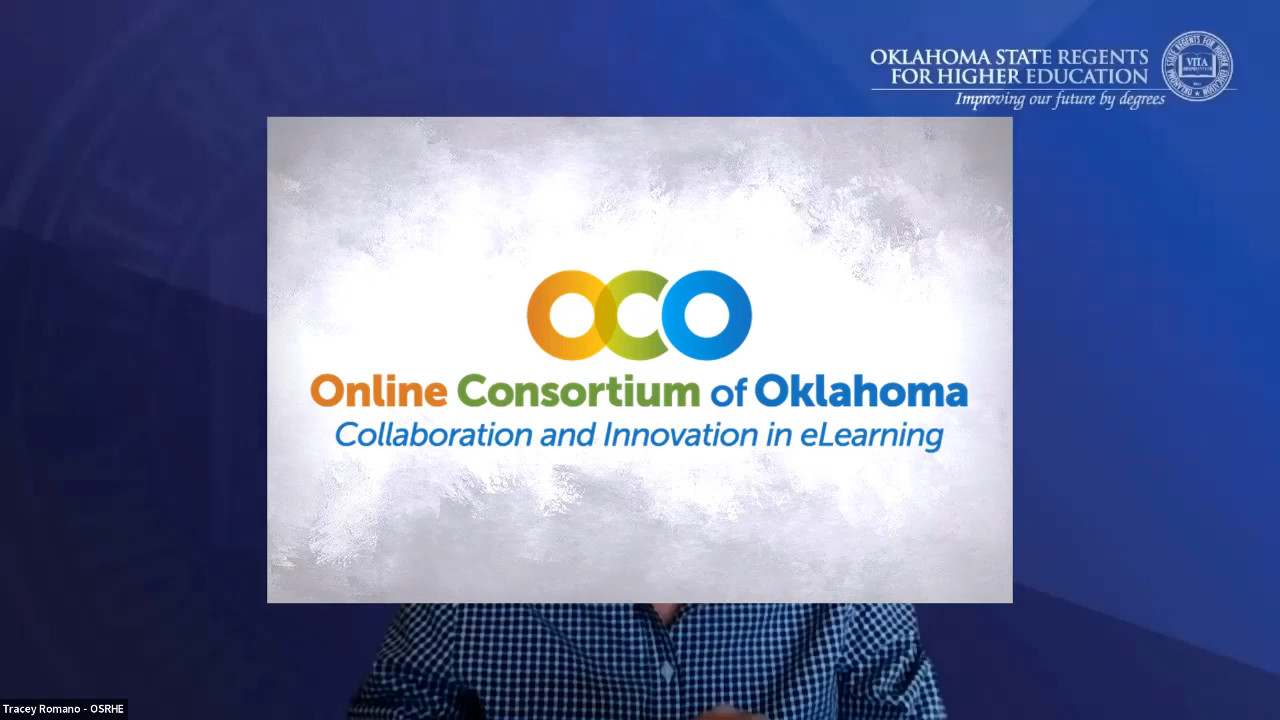 OKLAHOMA STATE REGENTS
FOR HIGHER EDUCATION
Improving our future by degrees
VITA
OCO
Online Consortium of Oklahoma
Collaboration and Innovation in eLearning
Tracey Romano - OSRHE